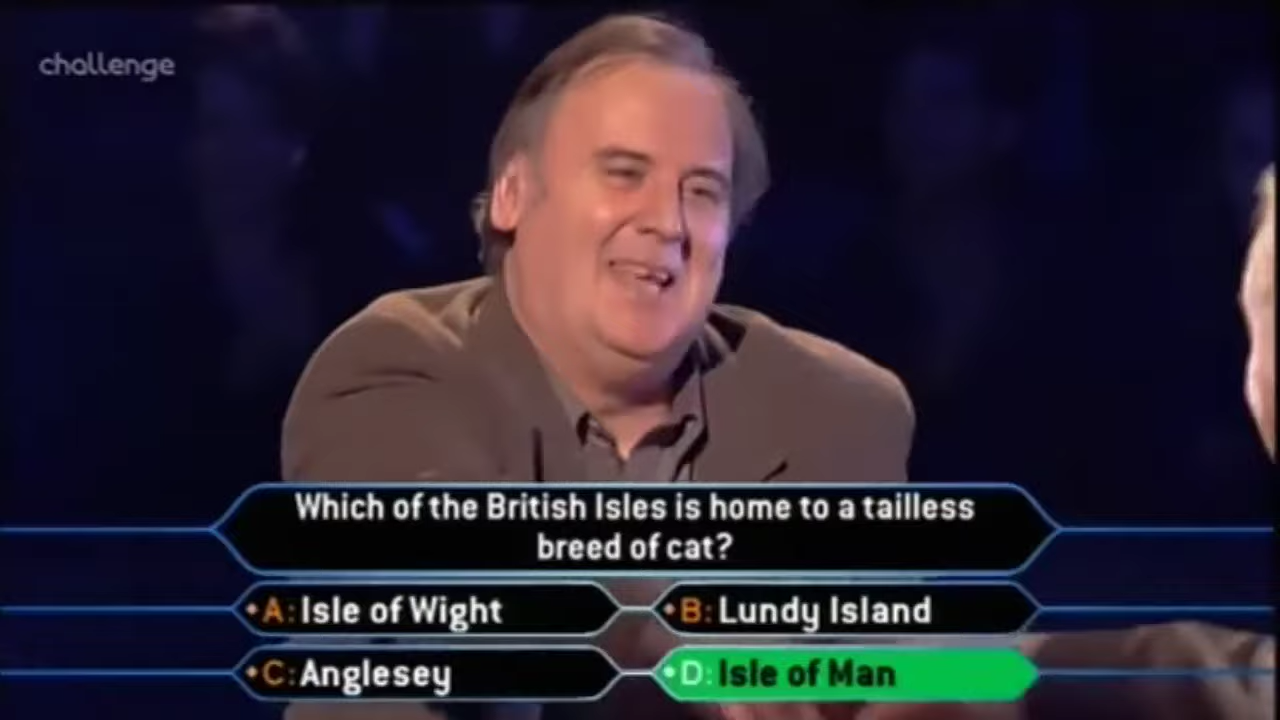 challenge
Which of the British Isles is home to a tailless
breed of cat?
A: Isle of Wight
B: Lundy Island
C: Anglesey
D: Isle of Man